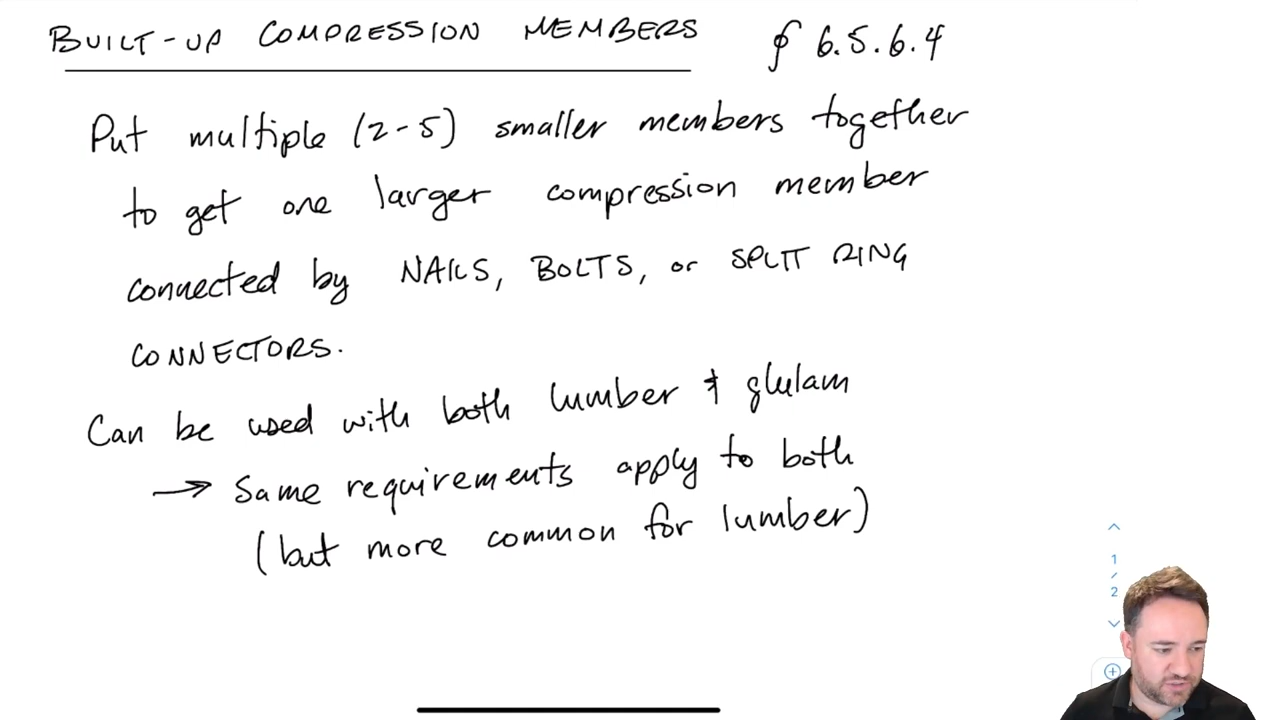 BUILT-UP COMPRESSION MEMBERS § 6.5.6.4
Put multiple (2-5) smaller members together
to get one larger compression member
connected by NAILS, BOLTS, or SPLIT RING
CONNECTORS.
Can be used with both lumber & glulam
→ Same requirements apply to both
(but more common for lumber)
1
/
2